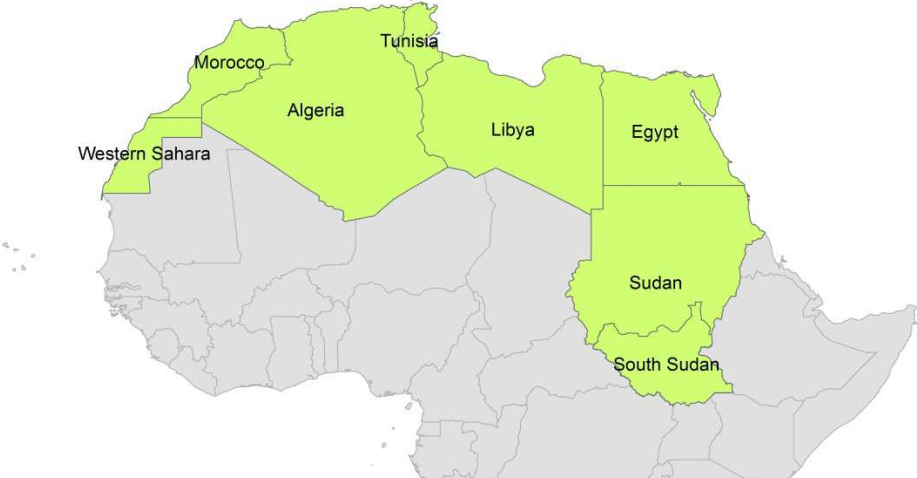 Tunisia
Morocco
Algeria
Libya
Egypt
Western Sahara
Sudan
South Sudan